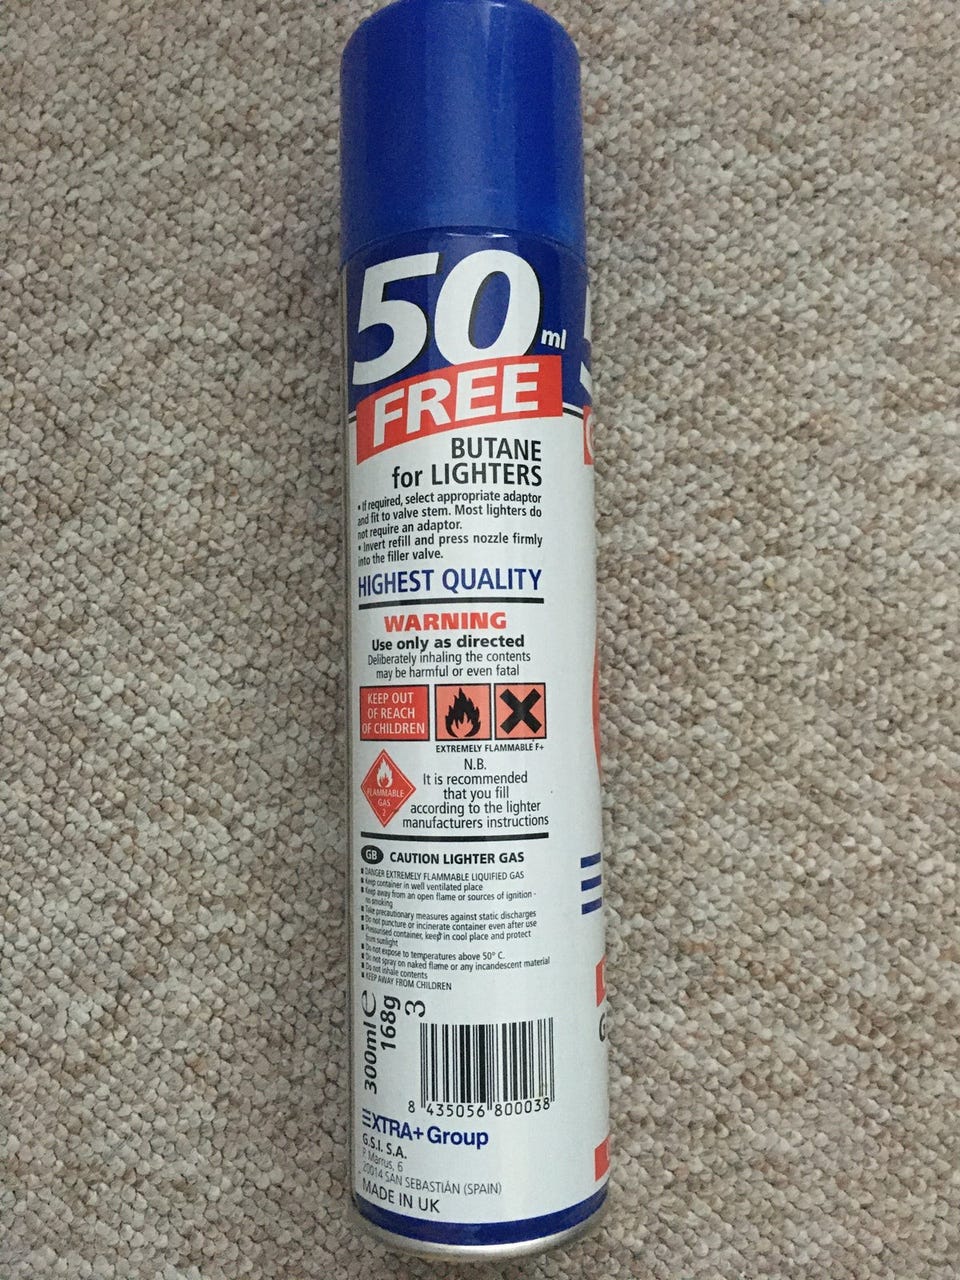 50 ml
FREE
BUTANE
for LIGHTERS
• If required, select appropriate adaptor
and fit to valve stem. Most lighters do
not require an adaptor.
• Invert refill and press nozzle firmly
into the filler valve.
HIGHEST QUALITY
WARNING
Use only as directed
Deliberately inhaling the contents
may be harmful or even fatal
KEEP OUT
OF REACH
OF CHILDREN
EXTREMELY FLAMMABLE F+
FLAMMABLE
GAS
2
N.B.
It is recommended
that you fill
according to the lighter
manufacturers instructions
GB CAUTION LIGHTER GAS
DANGER EXTREMELY FLAMMABLE LIQUIFIED GAS
Keep container in well ventilated place
Keep away from an open flame or sources of ignition -
no smoking
Take precautionary measures against static discharges
Do not puncture or incinerate container even after use
Pressurised container, keep in cool place and protect
from sunlight
Do not expose to temperatures above 50° C.
Do not spray on naked flame or any incandescent material
Do not inhale contents
KEEP AWAY FROM CHILDREN
300ml e
168g
3
8 435056 800038
EXTRA+ Group
G.S.I. S.A.
P. Marrus, 6
20014 SAN SEBASTIÁN (SPAIN)
MADE IN UK